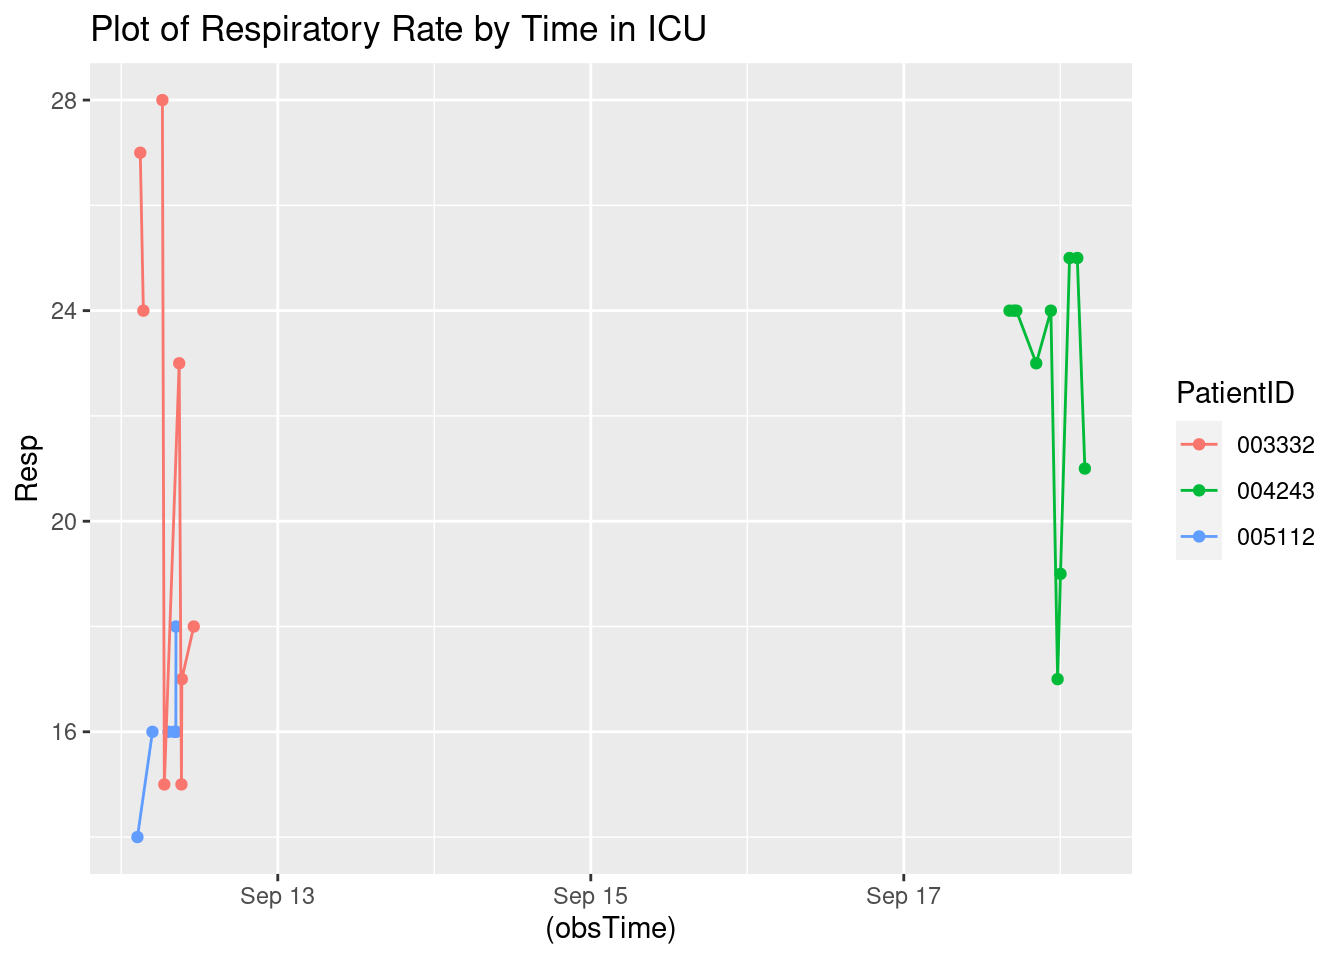 Plot of Respiratory Rate by Time in ICU
28
24
20
16
Resp
Sep 13
Sep 15
Sep 17
(obsTime)
PatientID
003332
004243
005112